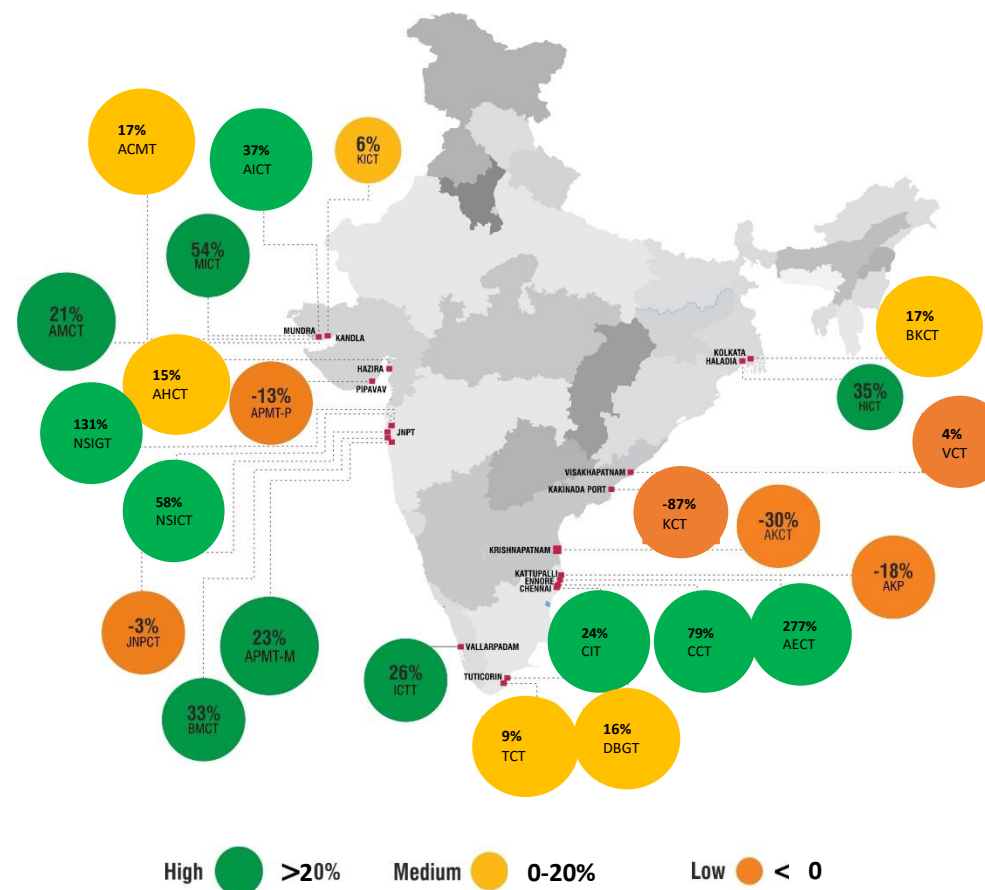 17%
ACMT
37%
AICT
6%
KICT
54%
MICT
21%
AMCT
MUNDRA
KANDLA
17%
BKCT
KOLKATA
HALADIA
15%
AHCT
HAZIRA
PIPAVAV
-13%
APMT-P
35%
HICT
131%
NSIGT
JNPT
4%
VCT
VISAKHAPATNAM
KAKINADA PORT
58%
NSICT
-87%
KCT
-30%
AKCT
KRISHNAPATNAM
KATTUPALLI
ENNORE
CHENNAI
-18%
AKP
-3%
JNPCT
23%
APMT-M
24%
CIT
79%
CCT
277%
AECT
VALLARPADAM
26%
ICTT
TUTICORIN
33%
BMCT
9%
TCT
16%
DBGT
High >20% Medium 0-20% Low < 0